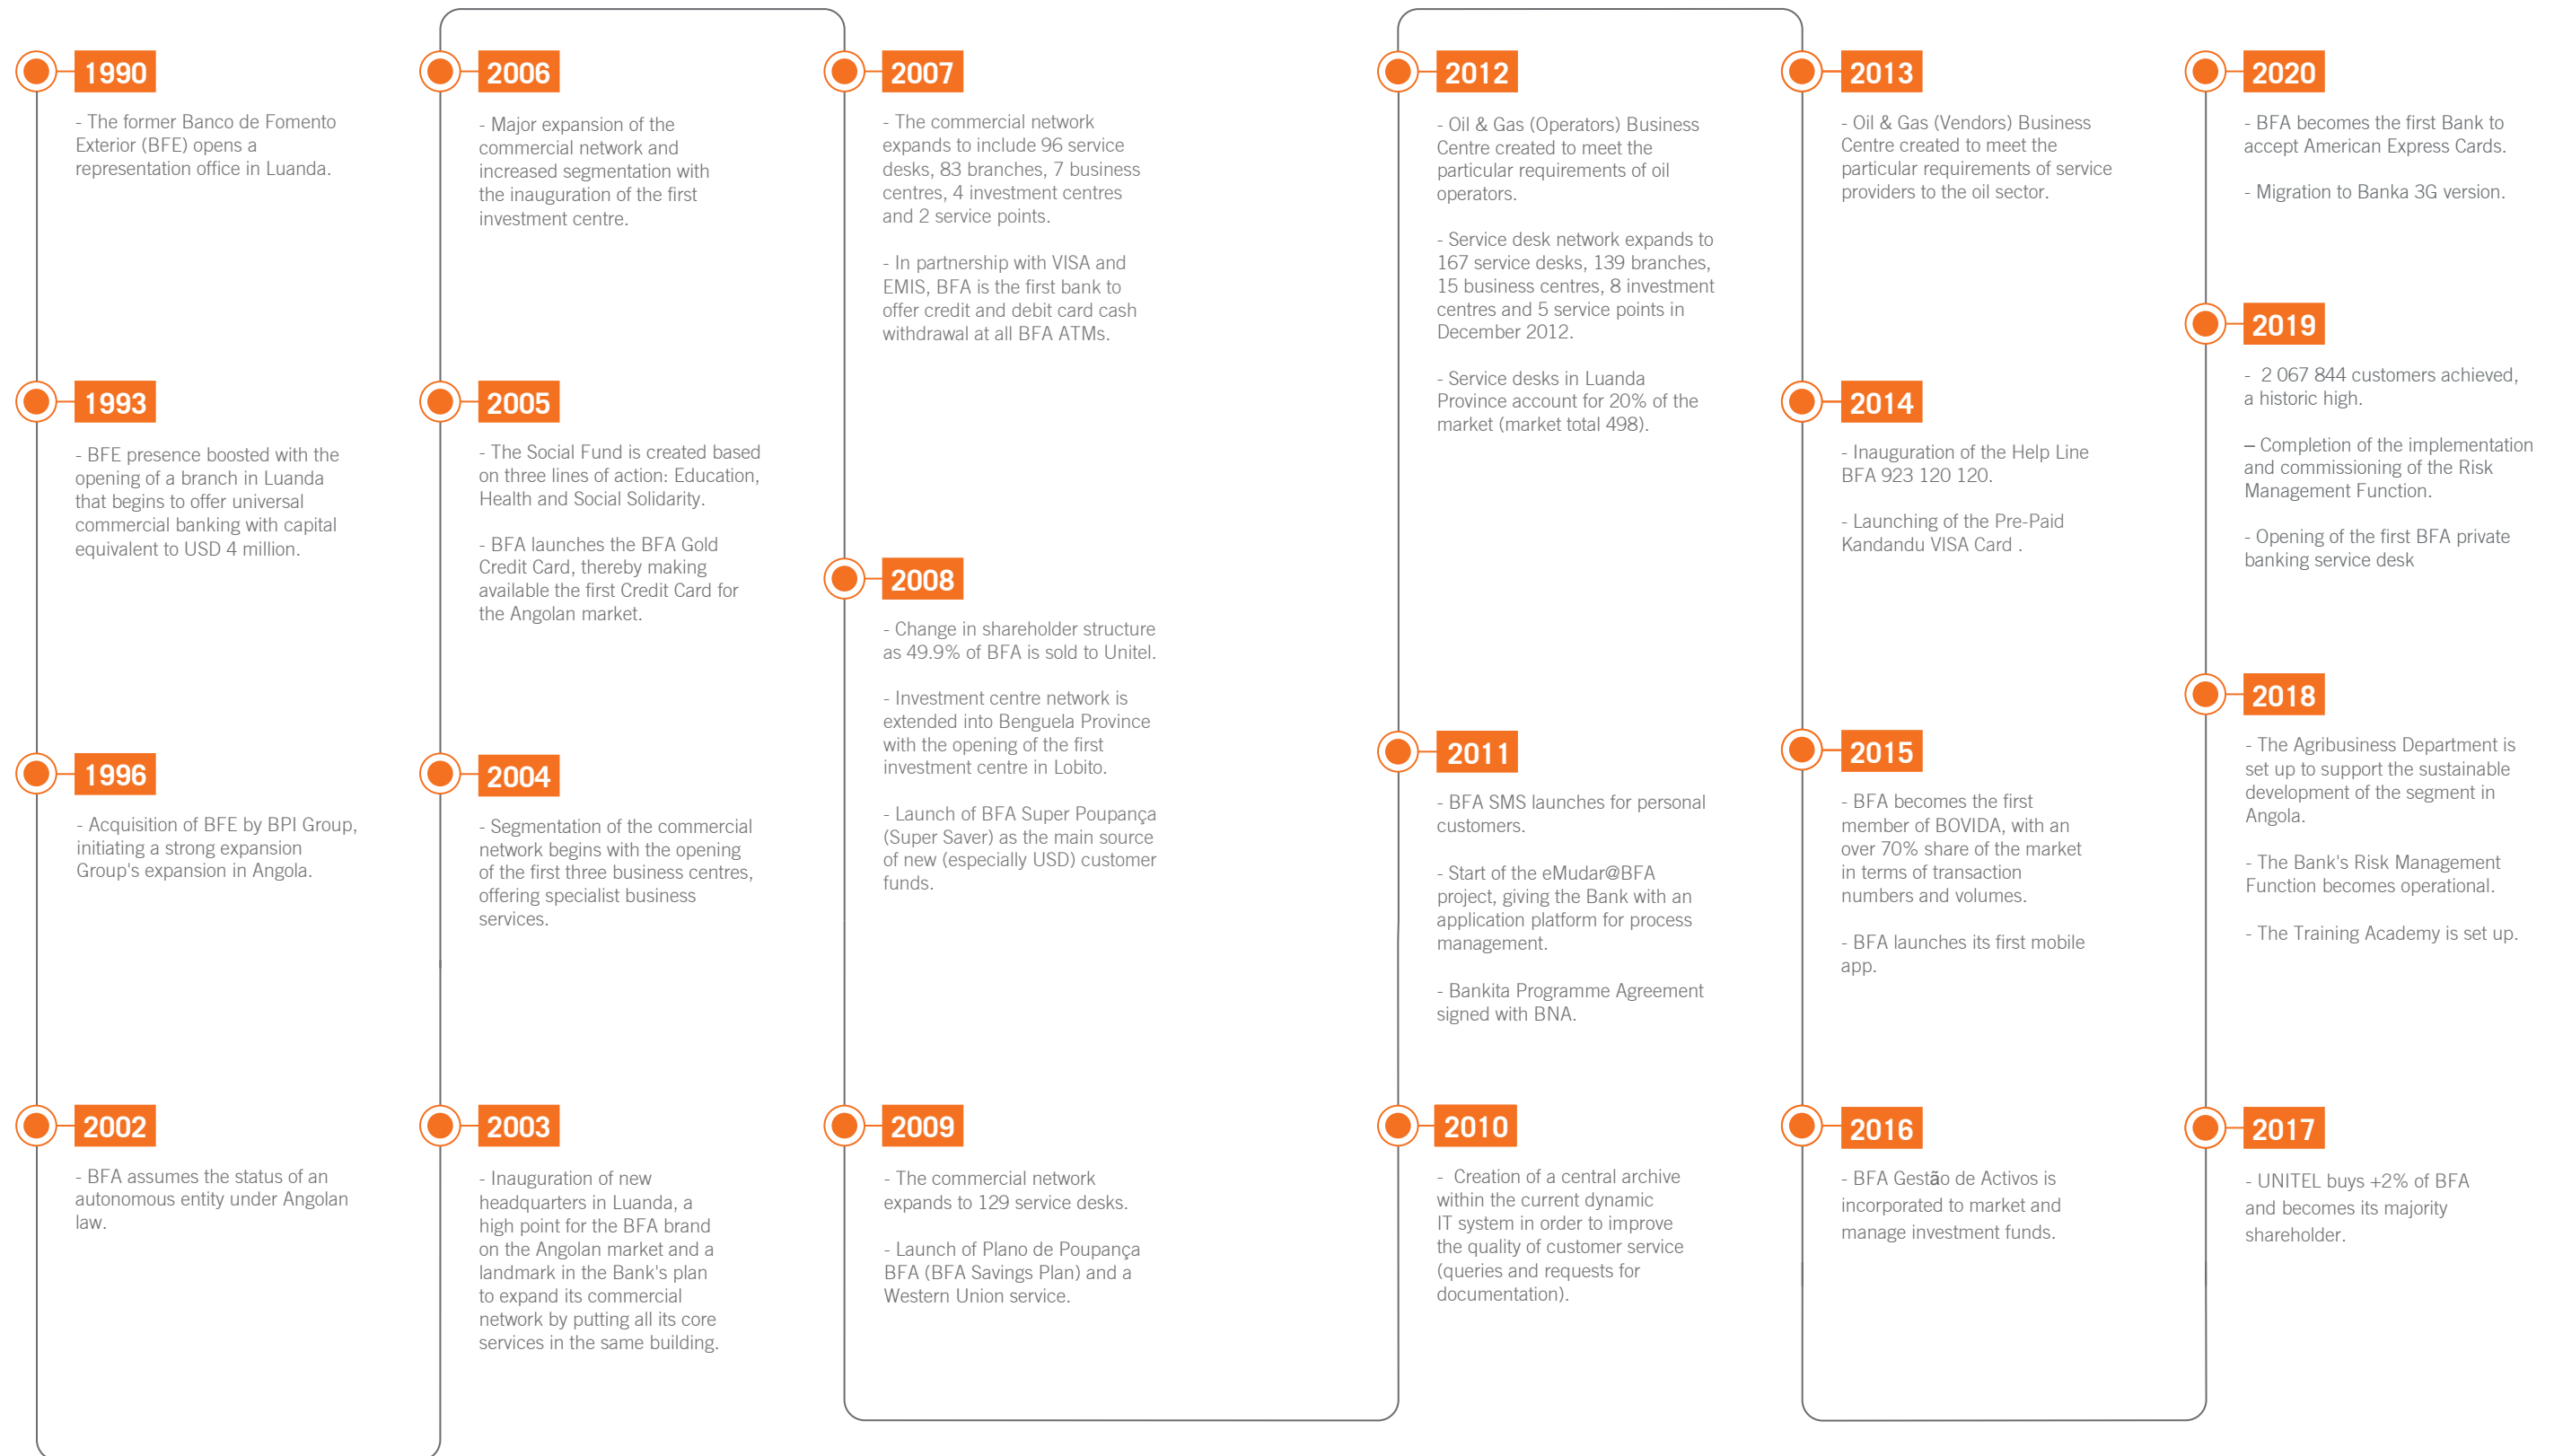 1990
- The former Banco de Fomento
Exterior (BFE) opens a
representation office in Luanda.
1993
- BFE presence boosted with the
opening of a branch in Luanda
that begins to offer universal
commercial banking with capital
equivalent to USD 4 million.
1996
- Acquisition of BFE by BPI Group,
initiating a strong expansion
Group's expansion in Angola.
2002
- BFA assumes the status of an
autonomous entity under Angolan
law.
2003
- Inauguration of new
headquarters in Luanda, a
high point for the BFA brand
on the Angolan market and a
landmark in the Bank's plan
to expand its commercial
network by putting all its core
services in the same building.
2004
- Segmentation of the commercial
network begins with the opening
of the first three business centres,
offering specialist business
services.
2005
- The Social Fund is created based
on three lines of action: Education,
Health and Social Solidarity.
- BFA launches the BFA Gold
Credit Card, thereby making
available the first Credit Card for
the Angolan market.
2006
- Major expansion of the
commercial network and
increased segmentation with
the inauguration of the first
investment centre.
2007
- The commercial network
expands to include 96 service
desks, 83 branches, 7 business
centres, 4 investment centres
and 2 service points.
- In partnership with VISA and
EMIS, BFA is the first bank to
offer credit and debit card cash
withdrawal at all BFA ATMs.
2008
- Change in shareholder structure
as 49.9% of BFA is sold to Unitel.
- Investment centre network is
extended into Benguela Province
with the opening of the first
investment centre in Lobito.
- Launch of BFA Super Poupança
(Super Saver) as the main source
of new (especially USD) customer
funds.
2009
- The commercial network
expands to 129 service desks.
- Launch of Plano de Poupança
BFA (BFA Savings Plan) and a
Western Union service.
2010
- Creation of a central archive
within the current dynamic
IT system in order to improve
the quality of customer service
(queries and requests for
documentation).
2011
- BFA SMS launches for personal
customers.
- Start of the eMudar@BFA
project, giving the Bank with an
application platform for process
management.
- Bankita Programme Agreement
signed with BNA.
2012
- Oil & Gas (Operators) Business
Centre created to meet the
particular requirements of oil
operators.
- Service desk network expands to
167 service desks, 139 branches,
15 business centres, 8 investment
centres and 5 service points in
December 2012.
- Service desks in Luanda
Province account for 20% of the
market (market total 498).
2013
- Oil & Gas (Vendors) Business
Centre created to meet the
particular requirements of service
providers to the oil sector.
2014
- Inauguration of the Help Line
BFA 923 120 120.
- Launching of the Pre-Paid
Kandandu VISA Card .
2015
- BFA becomes the first
member of BOVIDA, with an
over 70% share of the market
in terms of transaction
numbers and volumes.
- BFA launches its first mobile
app.
2016
- BFA Gestão de Activos is
incorporated to market and
manage investment funds.
2017
- UNITEL buys +2% of BFA
and becomes its majority
shareholder.
2018
- The Agribusiness Department is
set up to support the sustainable
development of the segment in
Angola.
- The Bank's Risk Management
Function becomes operational.
- The Training Academy is set up.
2019
- 2 067 844 customers achieved,
a historic high.
– Completion of the implementation
and commissioning of the Risk
Management Function.
- Opening of the first BFA private
banking service desk
2020
- BFA becomes the first Bank to
accept American Express Cards.
- Migration to Banka 3G version.